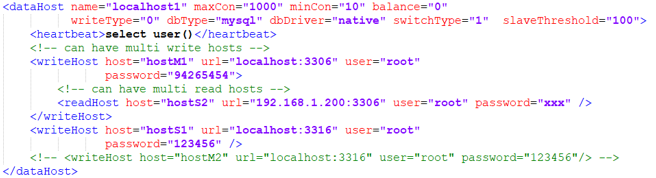 <dataHost name="localhost1" maxCon="1000" minCon="10" balance="0"
writeType="0" dbType="mysql" dbDriver="native" switchType="1"  slaveThreshold="100">
<heartbeat>select user()</heartbeat>
<!-- can have multi write hosts -->
<writeHost host="hostM1" url="localhost:3306" user="root"
password="94265454">
<!-- can have multi read hosts -->
<readHost host="hostS2" url="192.168.1.200:3306" user="root" password="xxx" />
</writeHost>
<writeHost host="hostS1" url="localhost:3316" user="root"
password="123456" />
<!-- <writeHost host="hostM2" url="localhost:3316" user="root" password="123456"/> -->
</dataHost>